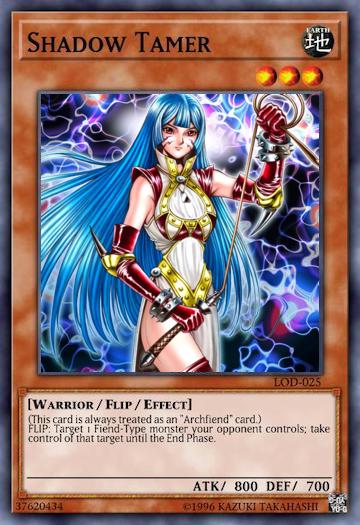 SHADOW TAMER
EARTH
地
LOD-025
[WARRIOR / FLIP / EFFECT]
(This card is always treated as an "Archfiend" card.)
FLIP: Target 1 Fiend-Type monster your opponent controls; take
control of that target until the End Phase.
ATK/ 800 DEF/ 700
37620434
©1996 KAZUKI TAKAHASHI